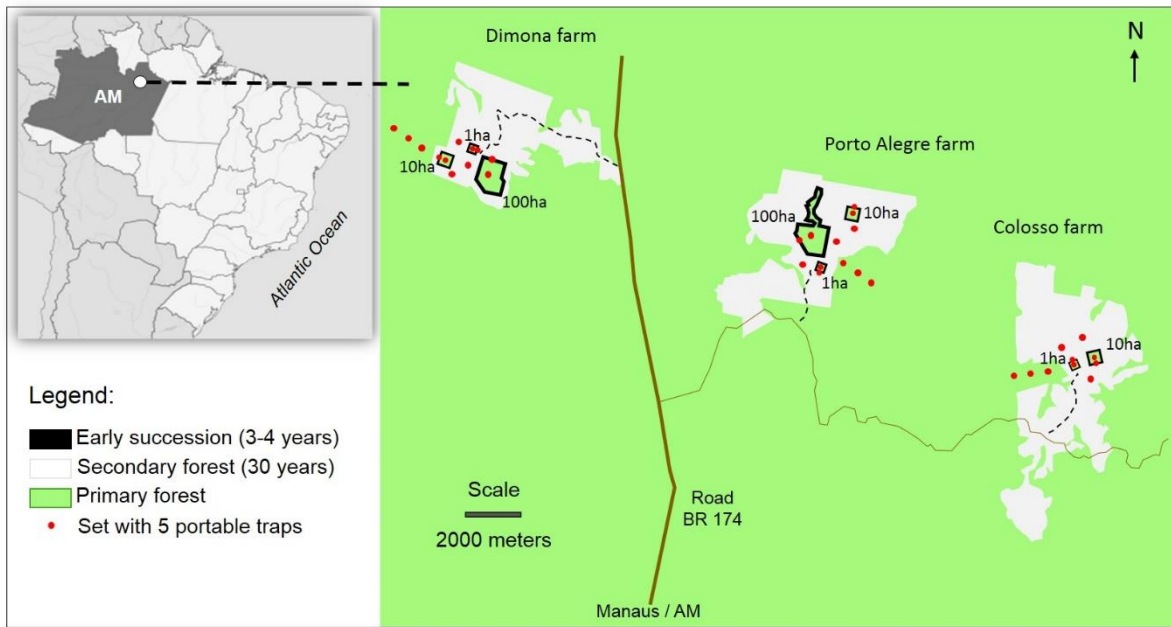 AM
Atlantic Ocean
Legend:
Early succession (3-4 years)
Secondary forest (30 years)
Primary forest
Set with 5 portable traps
Dimona farm
1ha
10ha
100ha
N
Porto Alegre farm
100ha
10ha
1ha
Colosso farm
1ha
10ha
Scale
2000 meters
Road
BR 174
Manaus / AM